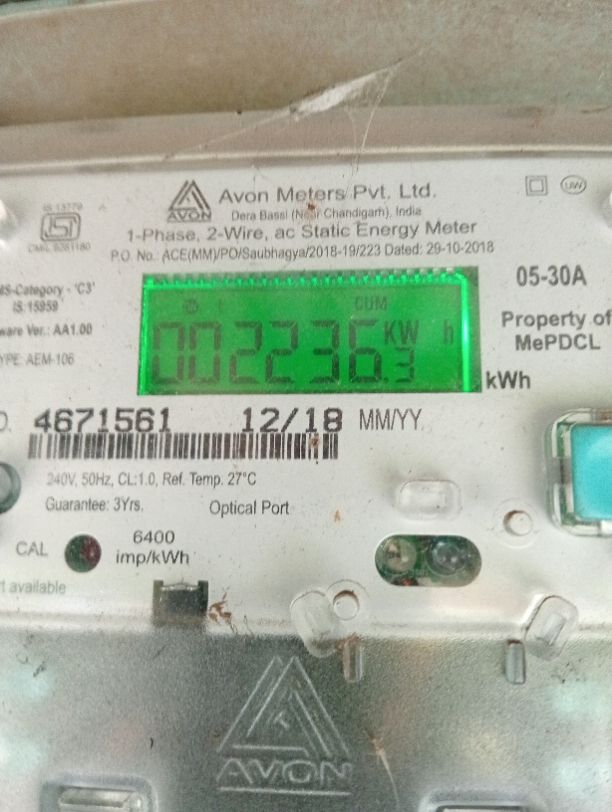 IS 13779
ISI
Avon Meters Pvt. Ltd.
AVON
Dera Bassi (Near Chandigarh), India
UW
1-Phase, 2-Wire, ac Static Energy Meter
P.O. No.: ACE(MM)/PO/Saubhagya/2018-19/223 Dated: 29-10-2018
-Category - 'C3'
IS:15959
ware Ver.: AA1.00
YPE: AEM-106
CUM
002236.3 KW h
kWh
05-30A
Property of
MePDCL
4671561 12/18 MM/YY
240V, 50Hz, CL:1.0, Ref. Temp. 27°C
Guarantee: 3Yrs.
Optical Port
CAL
6400
imp/kWh
t available
AVON